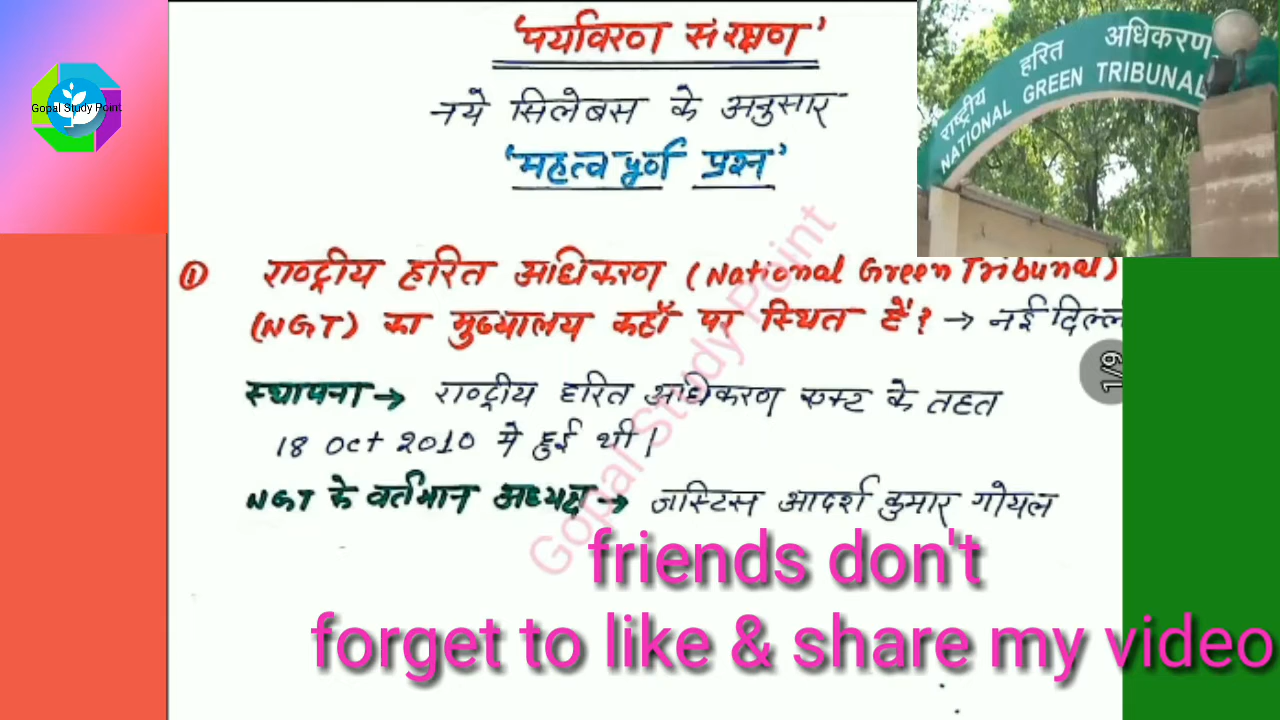 Gopal Study Point
'पर्यावरण संरक्षण'
नये सिलेबस के अनुसार
'महत्वपूर्ण प्रश्न'
राष्ट्रीय हरित अधिकरण
NATIONAL GREEN TRIBUNAL
① राष्ट्रीय हरित अधिकरण (National Green Tribunal)
(NGT) का मुख्यालय कहाँ पर स्थित हैं? → नई दिल्ली
1/9
स्थापना → राष्ट्रीय हरित अधिकरण एक्ट के तहत
18 Oct 2010 मे हुई थी।
NGT के वर्तमान अध्यक्ष → जस्टिस आदर्श कुमार गोयल
Gopal Study Point
friends don't
forget to like & share my video